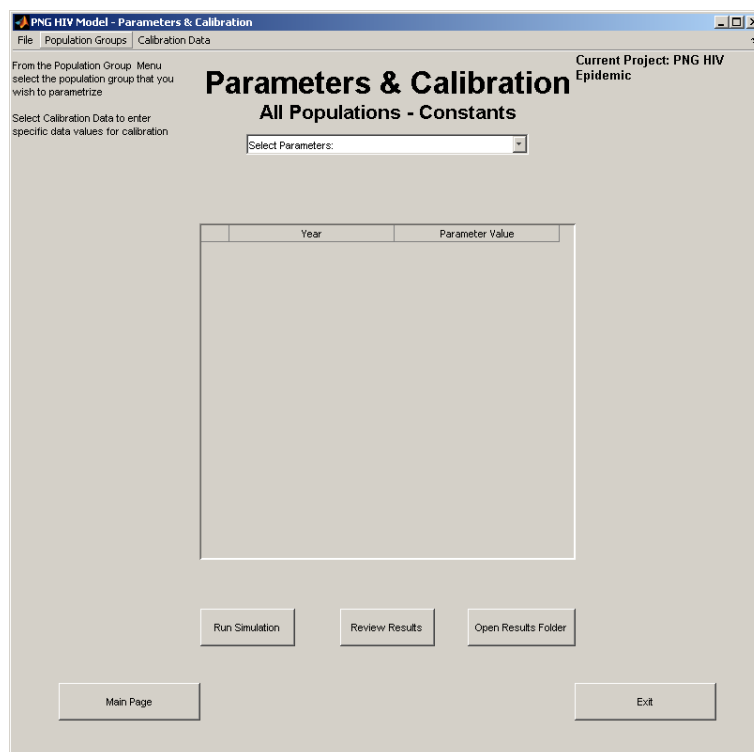 PNG HIV Model - Parameters & Calibration
File Population Groups Calibration Data
From the Population Group Menu
select the population group that you
wish to parametrize
Select Calibration Data to enter
specific data values for calibration
Parameters & Calibration
All Populations - Constants
Current Project: PNG HIV
Epidemic
Select Parameters:
Year Parameter Value
Run Simulation Review Results Open Results Folder
Main Page Exit